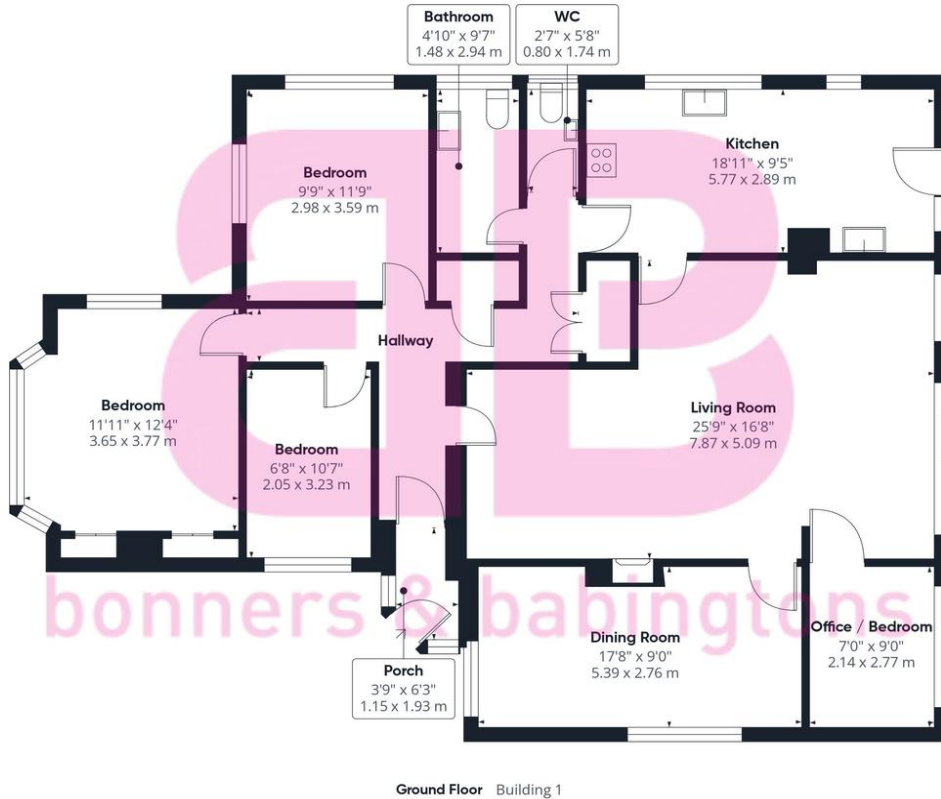 Bathroom
4'10" x 9'7"
1.48 x 2.94 m
WC
2'7" x 5'8"
0.80 x 1.74 m
Kitchen
18'11" x 9'5"
5.77 x 2.89 m
Bedroom
9'9" x 11'9"
2.98 x 3.59 m
Hallway
Bedroom
11'11" x 12'4"
3.65 x 3.77 m
Bedroom
6'8" x 10'7"
2.05 x 3.23 m
Living Room
25'9" x 16'8"
7.87 x 5.09 m
bonners & babingtons
Dining Room
17'8" x 9'0"
5.39 x 2.76 m
Office / Bedroom
7'0" x 9'0"
2.14 x 2.77 m
Porch
3'9" x 6'3"
1.15 x 1.93 m
Ground Floor Building 1